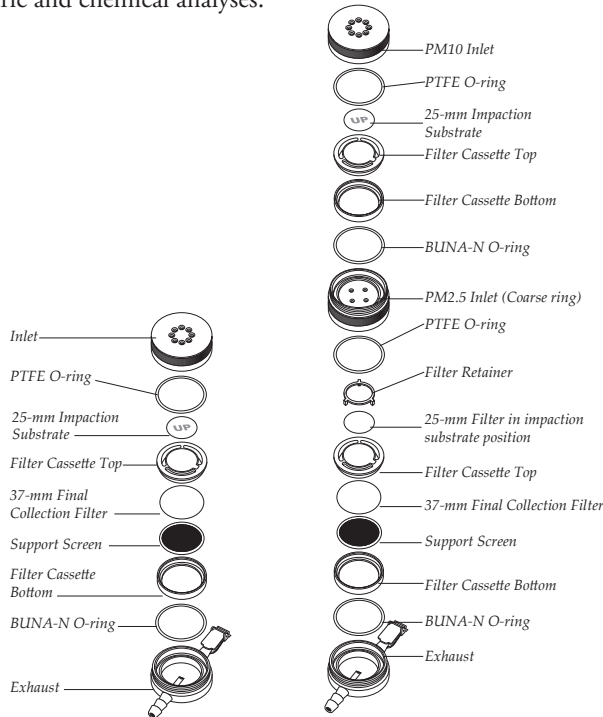 ric and chemical analyses.
Inlet
PTFE O-ring
25-mm Impaction
Substrate
UP
Filter Cassette Top
37-mm Final
Collection Filter
Support Screen
Filter Cassette
Bottom
BUNA-N O-ring
Exhaust
PM10 Inlet
PTFE O-ring
25-mm Impaction
Substrate
UP
Filter Cassette Top
Filter Cassette Bottom
BUNA-N O-ring
PM2.5 Inlet (Coarse ring)
PTFE O-ring
Filter Retainer
25-mm Filter in impaction
substrate position
Filter Cassette Top
37-mm Final Collection Filter
Support Screen
Filter Cassette Bottom
BUNA-N O-ring
Exhaust